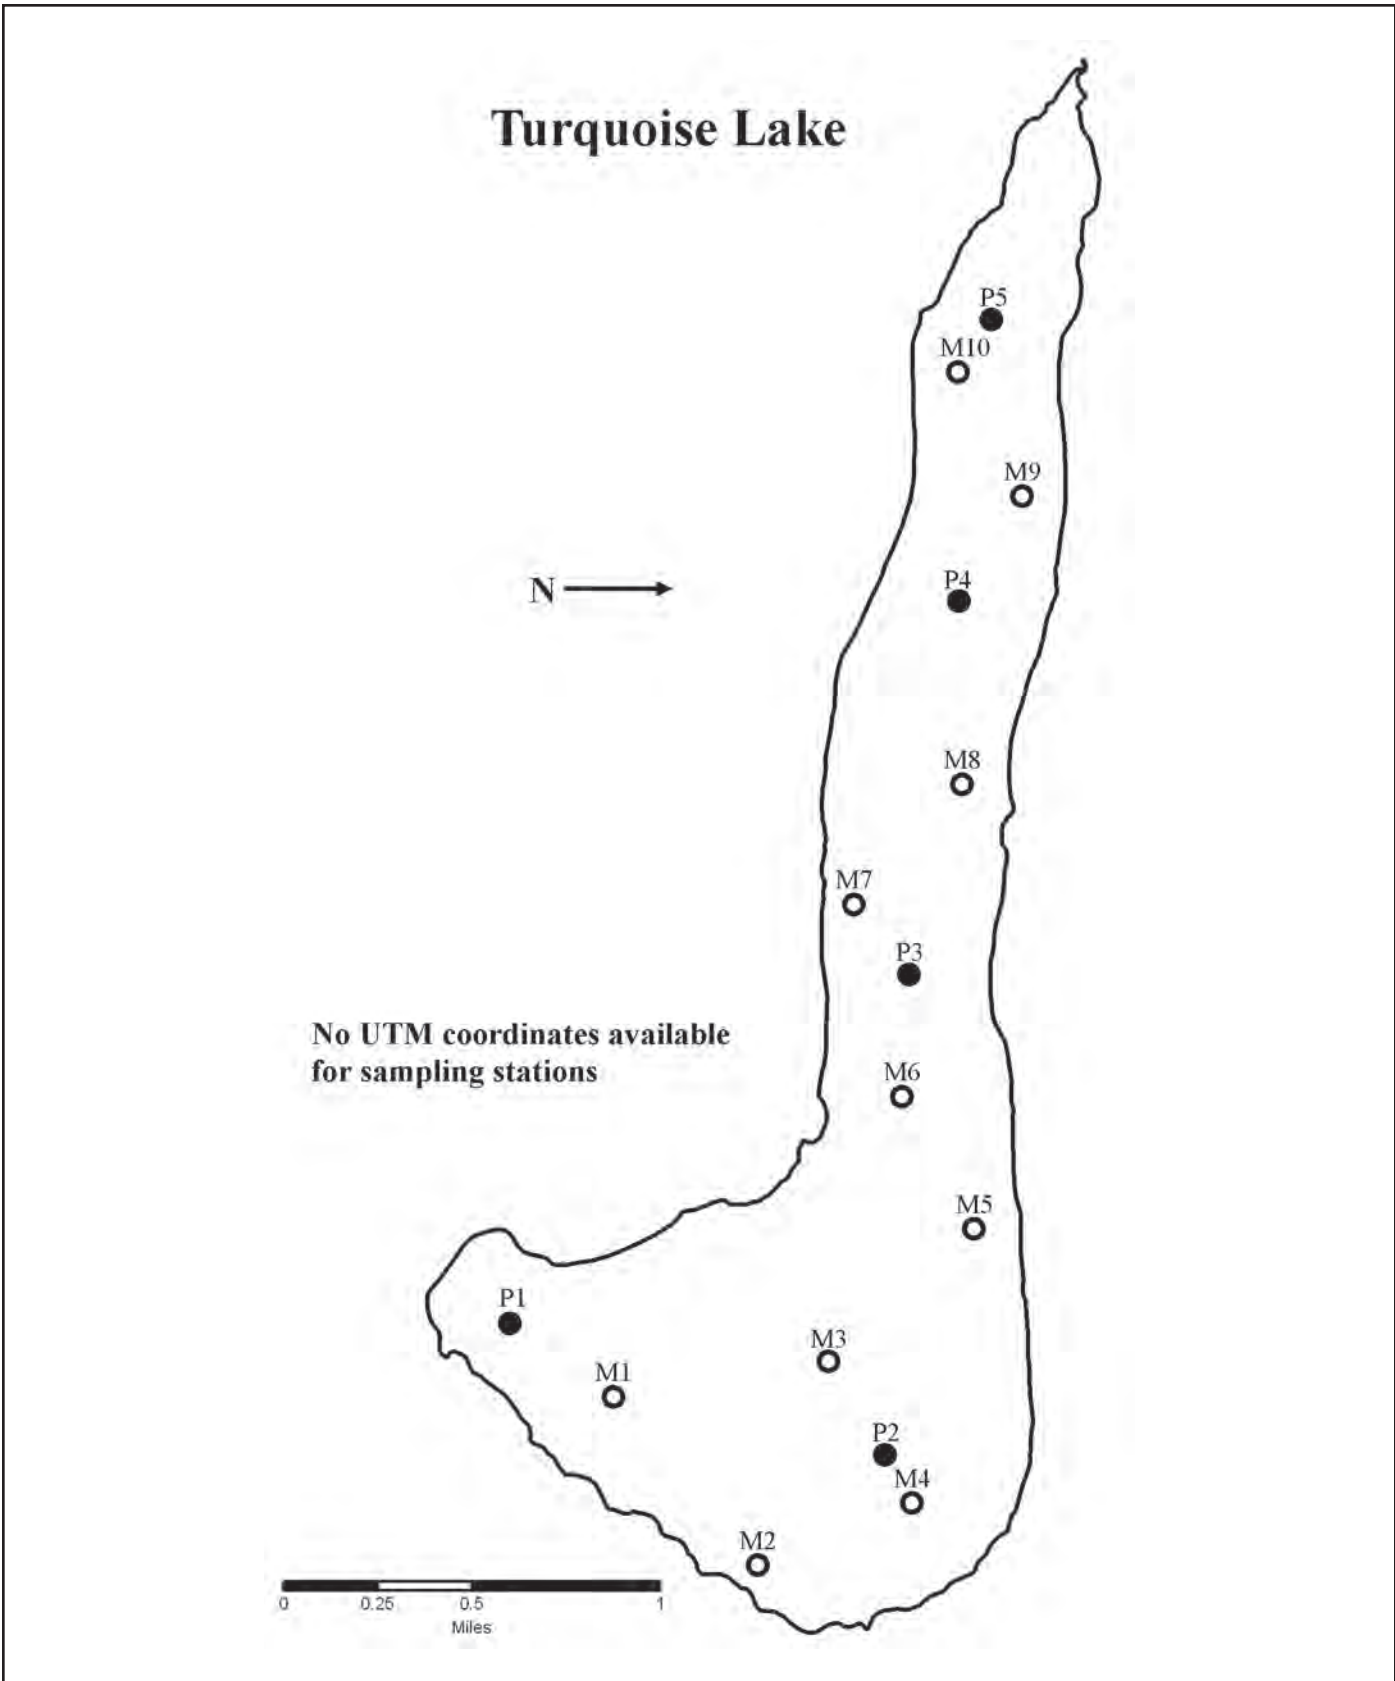 Turquoise Lake
P5
M10
M9
N
P4
M8
M7
P3
No UTM coordinates available
for sampling stations
M6
M5
P1
M3
M1
P2
M4
M2
0 0.25 0.5 1
Miles